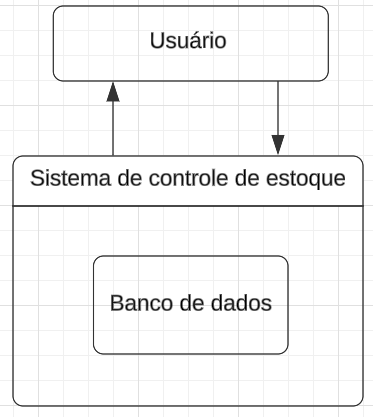 Usuário
Sistema de controle de estoque
Banco de dados